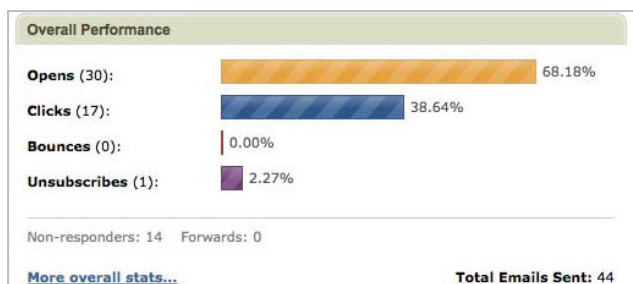 Overall Performance
Opens (30): 68.18%
Clicks (17): 38.64%
Bounces (0): 0.00%
Unsubscribes (1): 2.27%
Non-responders: 14 Forwards: 0
More overall stats... Total Emails Sent: 44